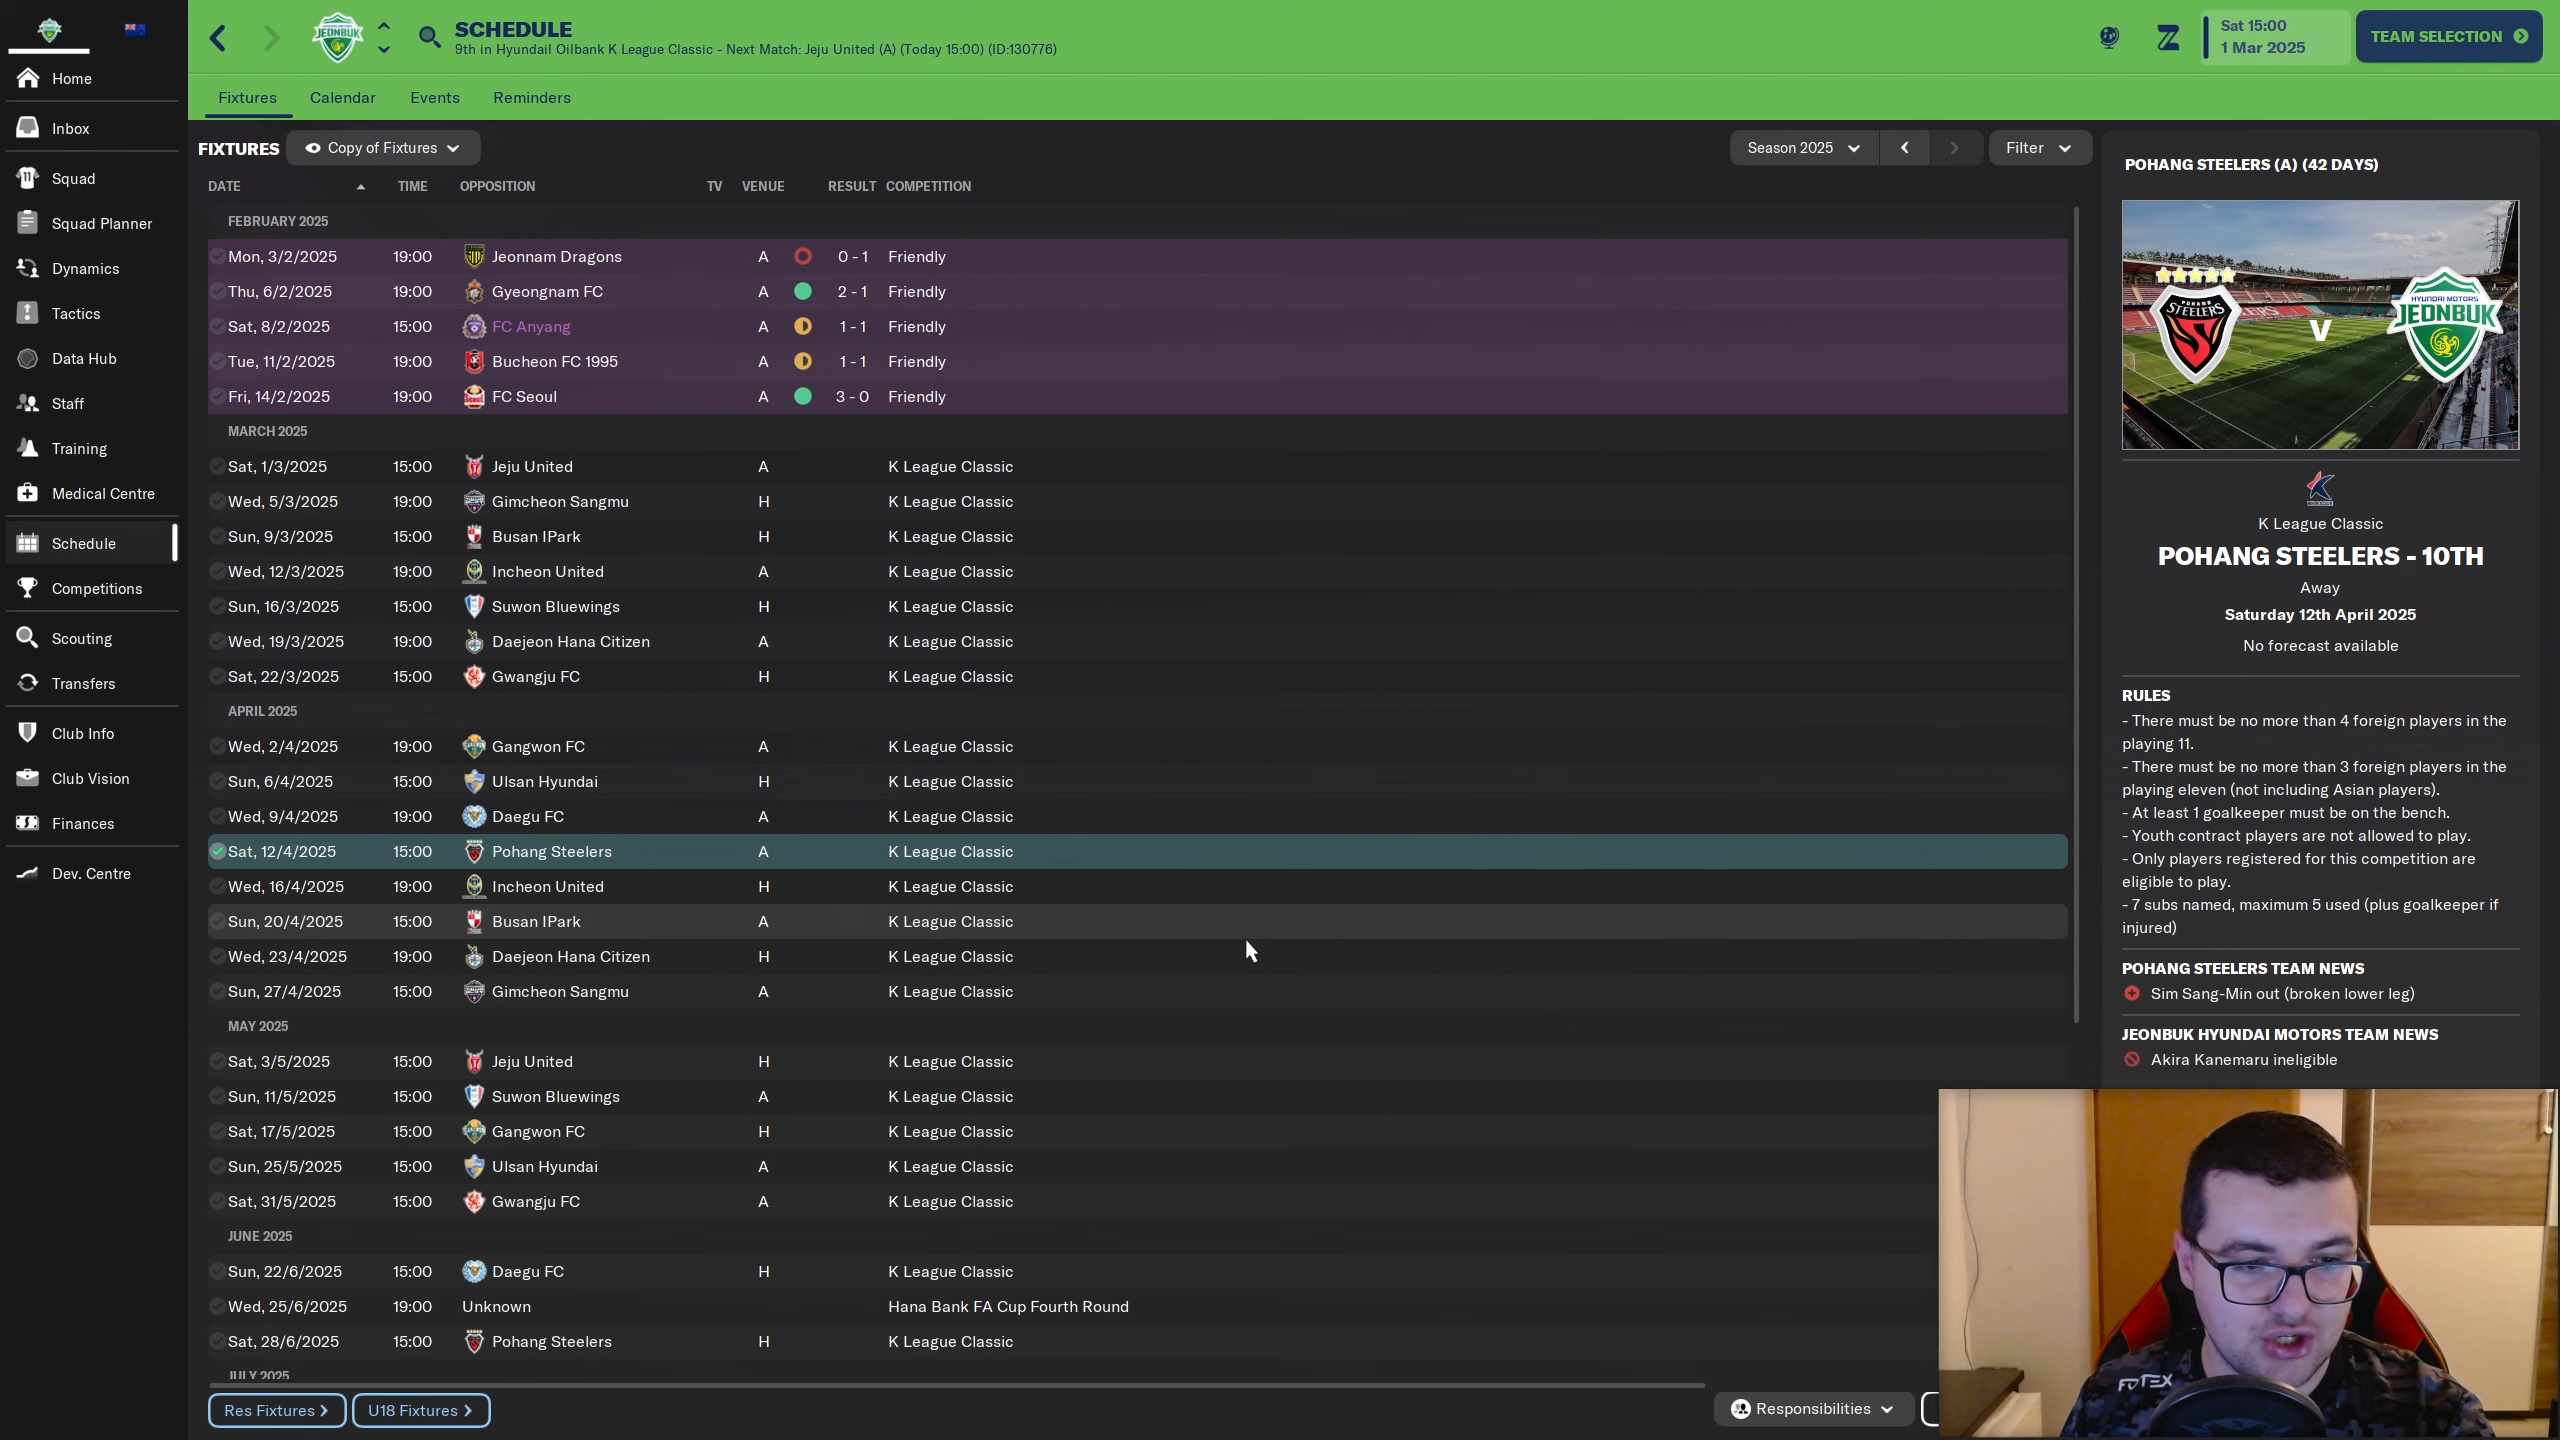 SCHEDULE
9th in Hyundail Oilbank K League Classic - Next Match: Jeju United (A) (Today 15:00) (ID:130776)
Sat 15:00
1 Mar 2025
TEAM SELECTION
Home
Inbox
Squad
Squad Planner
Dynamics
Tactics
Data Hub
Staff
Training
Medical Centre
Schedule
Competitions
Scouting
Transfers
Club Info
Club Vision
Finances
Dev. Centre
Fixtures Calendar Events Reminders
FIXTURES Copy of Fixtures Season 2025 Filter
DATE TIME OPPOSITION TV VENUE RESULT COMPETITION
FEBRUARY 2025
Mon, 3/2/2025 19:00 Jeonnam Dragons A 0 - 1 Friendly
Thu, 6/2/2025 19:00 Gyeongnam FC A 2 - 1 Friendly
Sat, 8/2/2025 15:00 FC Anyang A 1 - 1 Friendly
Tue, 11/2/2025 19:00 Bucheon FC 1995 A 1 - 1 Friendly
Fri, 14/2/2025 19:00 FC Seoul A 3 - 0 Friendly
MARCH 2025
Sat, 1/3/2025 15:00 Jeju United A K League Classic
Wed, 5/3/2025 19:00 Gimcheon Sangmu H K League Classic
Sun, 9/3/2025 15:00 Busan IPark H K League Classic
Wed, 12/3/2025 19:00 Incheon United A K League Classic
Sun, 16/3/2025 15:00 Suwon Bluewings H K League Classic
Wed, 19/3/2025 19:00 Daejeon Hana Citizen A K League Classic
Sat, 22/3/2025 15:00 Gwangju FC H K League Classic
APRIL 2025
Wed, 2/4/2025 19:00 Gangwon FC A K League Classic
Sun, 6/4/2025 15:00 Ulsan Hyundai H K League Classic
Wed, 9/4/2025 19:00 Daegu FC A K League Classic
Sat, 12/4/2025 15:00 Pohang Steelers A K League Classic
Wed, 16/4/2025 19:00 Incheon United H K League Classic
Sun, 20/4/2025 15:00 Busan IPark A K League Classic
Wed, 23/4/2025 19:00 Daejeon Hana Citizen H K League Classic
Sun, 27/4/2025 15:00 Gimcheon Sangmu A K League Classic
MAY 2025
Sat, 3/5/2025 15:00 Jeju United H K League Classic
Sun, 11/5/2025 15:00 Suwon Bluewings A K League Classic
Sat, 17/5/2025 15:00 Gangwon FC H K League Classic
Sun, 25/5/2025 15:00 Ulsan Hyundai A K League Classic
Sat, 31/5/2025 15:00 Gwangju FC A K League Classic
JUNE 2025
Sun, 22/6/2025 15:00 Daegu FC H K League Classic
Wed, 25/6/2025 19:00 Unknown Hana Bank FA Cup Fourth Round
Sat, 28/6/2025 15:00 Pohang Steelers H K League Classic
JULY 2025
Res Fixtures U18 Fixtures Responsibilities
POHANG STEELERS (A) (42 DAYS)
POHANG
STEELERS
V
HYUNDAI MOTORS
JEONBUK
K League Classic
POHANG STEELERS - 10TH
Away
Saturday 12th April 2025
No forecast available
RULES
- There must be no more than 4 foreign players in the
playing 11.
- There must be no more than 3 foreign players in the
playing eleven (not including Asian players).
- At least 1 goalkeeper must be on the bench.
- Youth contract players are not allowed to play.
- Only players registered for this competition are
eligible to play.
- 7 subs named, maximum 5 used (plus goalkeeper if
injured)
POHANG STEELERS TEAM NEWS
Sim Sang-Min out (broken lower leg)
JEONBUK HYUNDAI MOTORS TEAM NEWS
Akira Kanemaru ineligible